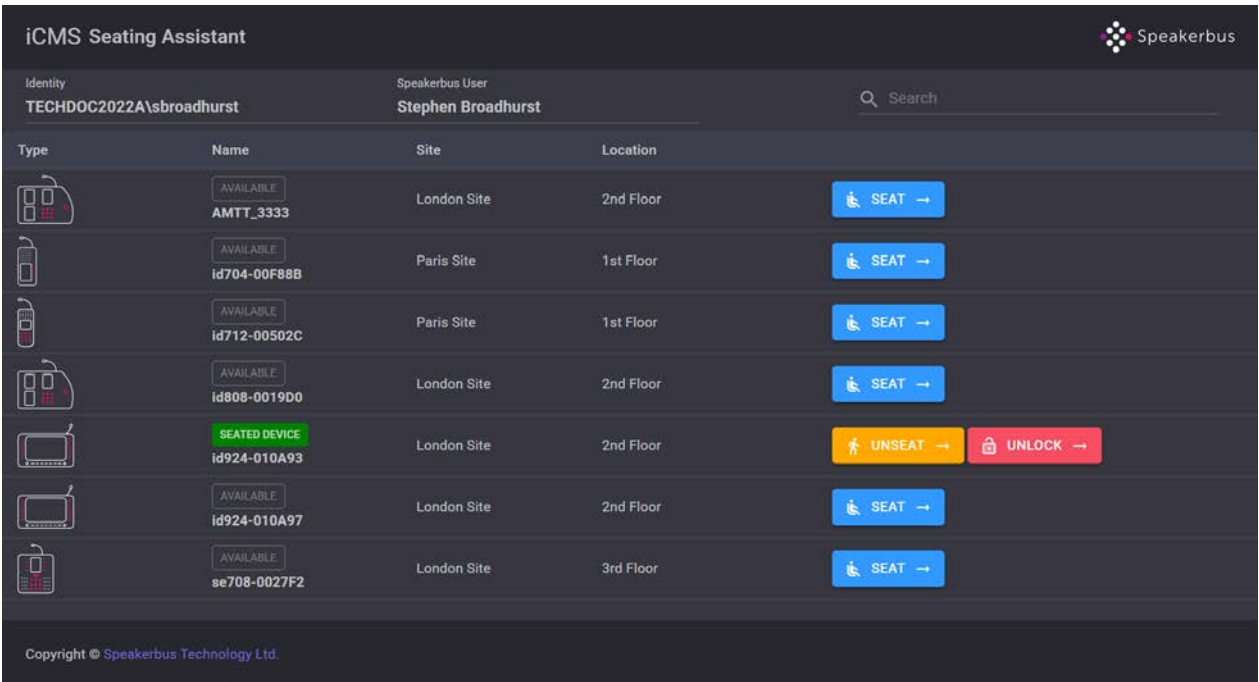 iCMS Seating Assistant
Speakerbus
Identity
Speakerbus User
TECHDOC2022A\sbroadhurst
Stephen Broadhurst
Search
Type Name Site Location
AVAILABLE
AMTT_3333 London Site 2nd Floor SEAT →
AVAILABLE
id704-00F88B Paris Site 1st Floor SEAT →
AVAILABLE
id712-00502C Paris Site 1st Floor SEAT →
AVAILABLE
id808-0019D0 London Site 2nd Floor SEAT →
SEATED DEVICE
id924-010A93 London Site 2nd Floor UNSEAT → UNLOCK →
AVAILABLE
id924-010A97 London Site 2nd Floor SEAT →
AVAILABLE
se708-0027F2 London Site 3rd Floor SEAT →
Copyright © Speakerbus Technology Ltd.